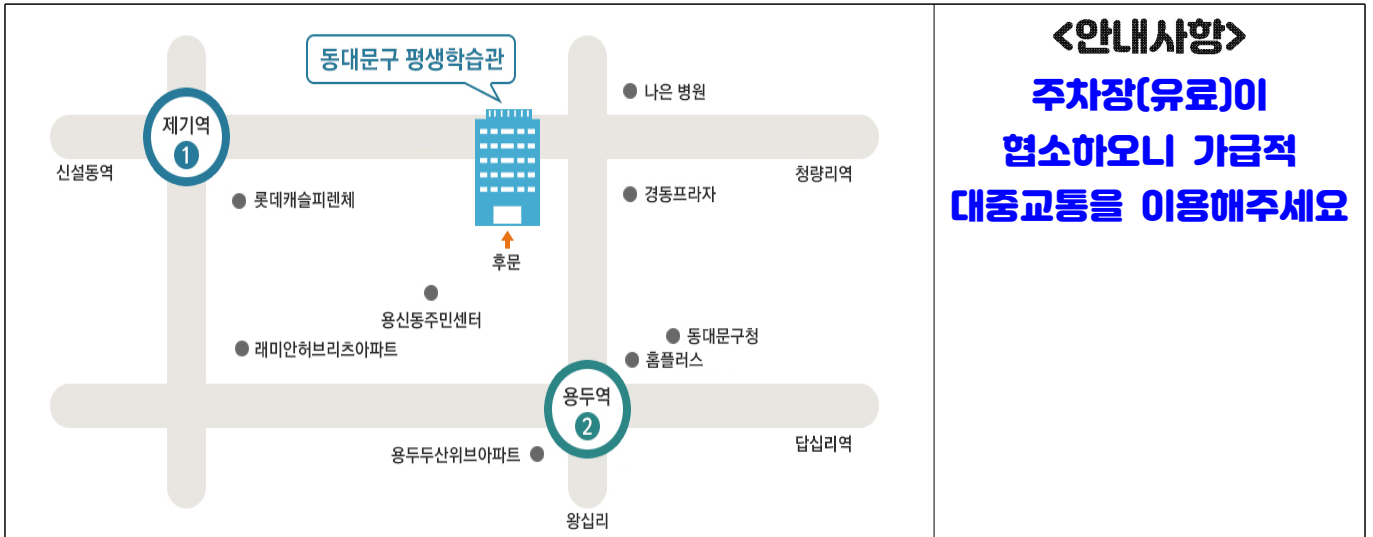 동대문구 평생학습관
나은 병원
제기역
1
신설동역
청량리역
롯데캐슬피렌체
경동프라자
후문
용신동주민센터
동대문구청
래미안허브리츠아파트
홈플러스
용두역
2
답십리역
용두두산위브아파트
왕십리
<안내사항>
주차장(유료)이
협소하오니 가급적
대중교통을 이용해주세요